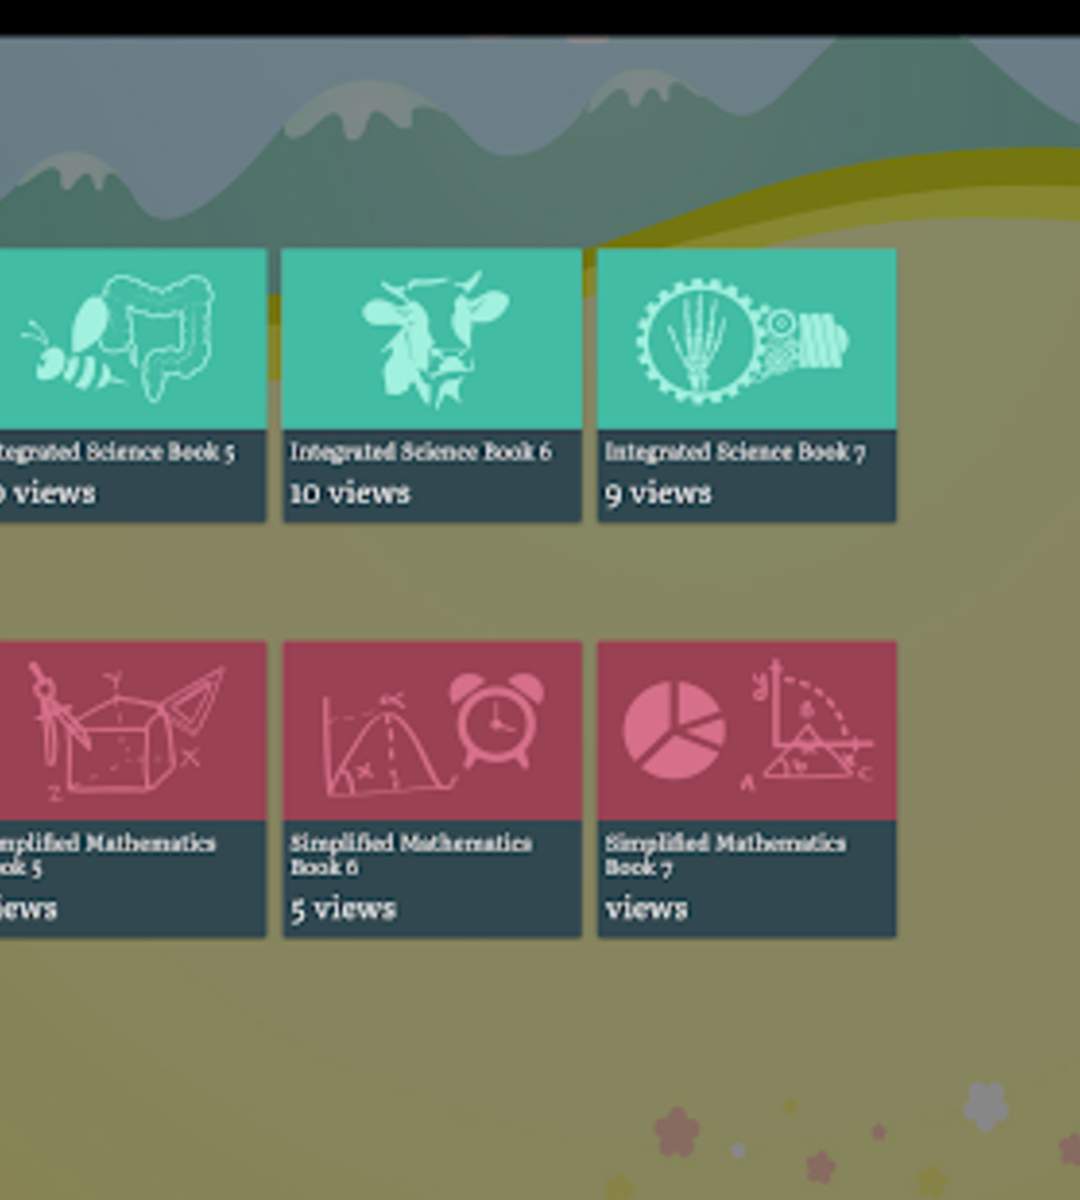 tegrated Science Book 5
views
Integrated Science Book 6
10 views
Integrated Science Book 7
9 views
mplified Mathematics
ok 5
iews
Simplified Mathematics
Book 6
5 views
Simplified Mathematics
Book 7
views
Y
X
Z
x
y
A
C